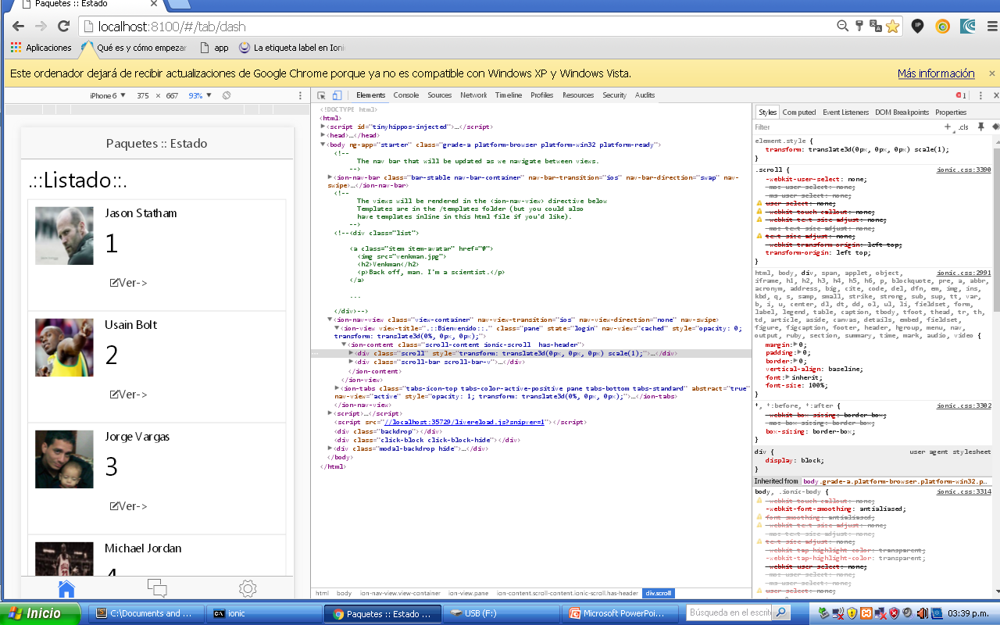 Paquetes :: Estado
localhost:8100/#/tab/dash
Aplicaciones Qué es y cómo empezar app La etiqueta label en Ioni
Este ordenador dejará de recibir actualizaciones de Google Chrome porque ya no es compatible con Windows XP y Windows Vista. Más información
iPhone 6 ▼ 375 × 667 93% ▼
Elements Console Sources Network Timeline Profiles Resources Security Audits 1
Paquetes :: Estado
.::Listado::.
Jason Statham
1
Ver->
Usain Bolt
2
Ver->
Jorge Vargas
3
Ver->
Michael Jordan
4
<!DOCTYPE html>
<html>
<script id="tinyhippos-injected">…</script>
<head>…</head>
<body ng-app="starter" class="grade-a platform-browser platform-win32 platform-ready">
<!--
The nav bar that will be updated as we navigate between views.
-->
<ion-nav-bar class="bar-stable nav-bar-container" nav-bar-transition="ios" nav-bar-direction="swap" nav-
swipe>…</ion-nav-bar>
<!--
The views will be rendered in the <ion-nav-view> directive below
Templates are in the /templates folder (but you could also
have templates inline in this html file if you'd like).
-->
<!--<div class="list">
<a class="item item-avatar" href="#">
<img src="venkman.jpg">
<h2>Venkman</h2>
<p>Back off, man. I'm a scientist.</p>
</a>
...
</div>-->
<ion-nav-view class="view-container" nav-view-transition="ios" nav-view-direction="none" nav-swipe>
<ion-view view-title=".::Bienvenido::." class="pane" state="login" nav-view="cached" style="opacity: 0;
transform: translate3d(0%, 0px, 0px);">
<ion-content class="scroll-content ionic-scroll  has-header">
<div class="scroll" style="transform: translate3d(0px, 0px, 0px) scale(1);">…</div>
<div class="scroll-bar scroll-bar-v">…</div>
</ion-content>
</ion-view>
<ion-tabs class="tabs-icon-top tabs-color-active-positive pane tabs-bottom tabs-standard" abstract="true"
nav-view="active" style="opacity: 1; transform: translate3d(0%, 0px, 0px);">…</ion-tabs>
</ion-nav-view>
<script>…</script>
<script src="//localhost:35729/livereload.js?snipver=1"></script>
<div class="backdrop"></div>
<div class="click-block click-block-hide"></div>
<div class="modal-backdrop hide">…</div>
</body>
</html>
html body ion-nav-view.view-container ion-view.pane ion-content.scroll-content.ionic-scroll.has-header div.scroll
Styles Computed Event Listeners DOM Breakpoints Properties
Filter + .cls
element.style {
transform: translate3d(0px, 0px, 0px) scale(1);
}
.scroll { ionic.css:3390
-webkit-user-select: none;
-moz-user-select: none;
-ms-user-select: none;
user-select: none;
-webkit-touch-callout: none;
-webkit-text-size-adjust: none;
-moz-text-size-adjust: none;
text-size-adjust: none;
-webkit-transform-origin: left top;
transform-origin: left top;
}
html, body, div, span, applet, object, ionic.css:2991
iframe, h1, h2, h3, h4, h5, h6, p, blockquote, pre, a, abbr,
acronym, address, big, cite, code, del, dfn, em, img, ins,
kbd, q, s, samp, small, strike, strong, sub, sup, tt, var,
b, i, u, center, dl, dt, dd, ol, ul, li, fieldset, form,
label, legend, table, caption, tbody, tfoot, thead, tr, th,
td, article, aside, canvas, details, embed, fieldset,
figure, figcaption, footer, header, hgroup, menu, nav,
output, ruby, section, summary, time, mark, audio, video {
margin: 0;
padding: 0;
border: 0;
vertical-align: baseline;
font: inherit;
font-size: 100%;
}
*, *:before, *:after { ionic.css:3302
-webkit-box-sizing: border-box;
-moz-box-sizing: border-box;
box-sizing: border-box;
}
div { user agent stylesheet
display: block;
}
Inherited from body.grade-a.platform-browser.platform-win32.p…
body, .ionic-body { ionic.css:3314
-webkit-touch-callout: none;
-webkit-font-smoothing: antialiased;
font-smoothing: antialiased;
-webkit-text-size-adjust: none;
-moz-text-size-adjust: none;
text-size-adjust: none;
-webkit-tap-highlight-color: transparent;
-webkit-tap-highlight-color: transparent;
-webkit-user-select: none;
-moz-user-select: none;
-ms-user-select: none;
user-select: none;
Inicio C:\Documents and ... ionic Paquetes :: Estado ... USB (F:) Microsoft PowerPoi... Búsqueda en el escrito 03:39 p.m.